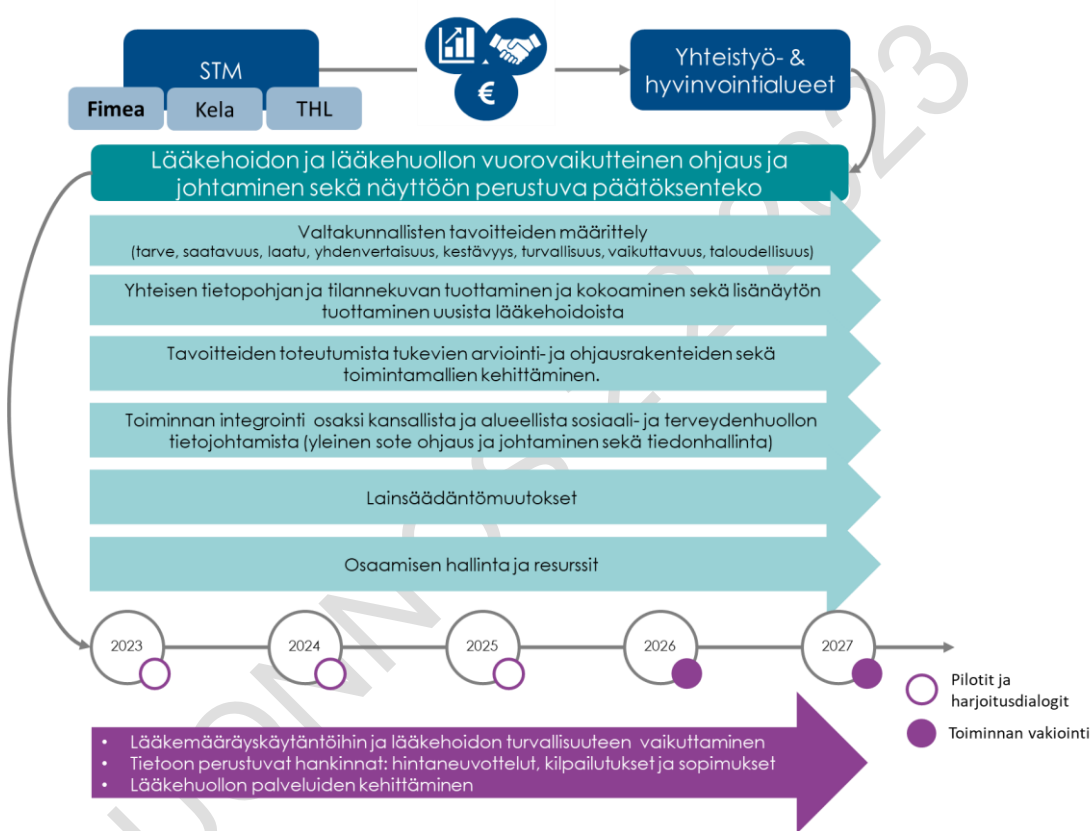 STM
Fimea
Kela
THL
€
Yhteistyö- &
hyvinvointialueet
Lääkehoidon ja lääkehuollon vuorovaikutteinen ohjaus ja
johtaminen sekä näyttöön perustuva päätöksenteko
Valtakunnallisten tavoitteiden määrittely
(tarve, saatavuus, laatu, yhdenvertaisuus, kestävyys, turvallisuus, vaikuttavuus, taloudellisuus)
Yhteisen tietopohjan ja tilannekuvan tuottaminen ja kokoaminen sekä lisänäytön
tuottaminen uusista lääkehoidoista
Tavoitteiden toteutumista tukevien arviointi- ja ohjausrakenteiden sekä
toimintamallien kehittäminen.
Toiminnan integrointi osaksi kansallista ja alueellista sosiaali- ja terveydenhuollon
tietojohtamista (yleinen sote ohjaus ja johtaminen sekä tiedonhallinta)
Lainsäädäntömuutokset
Osaamisen hallinta ja resurssit
2023
2024
2025
2026
2027
Pilotit ja
harjoitusdialogit
Toiminnan vakiointi
• Lääkemääräyskäytäntöihin ja lääkehoidon turvallisuuteen vaikuttaminen
• Tietoon perustuvat hankinnat: hintaneuvottelut, kilpailutukset ja sopimukset
• Lääkehuollon palveluiden kehittäminen